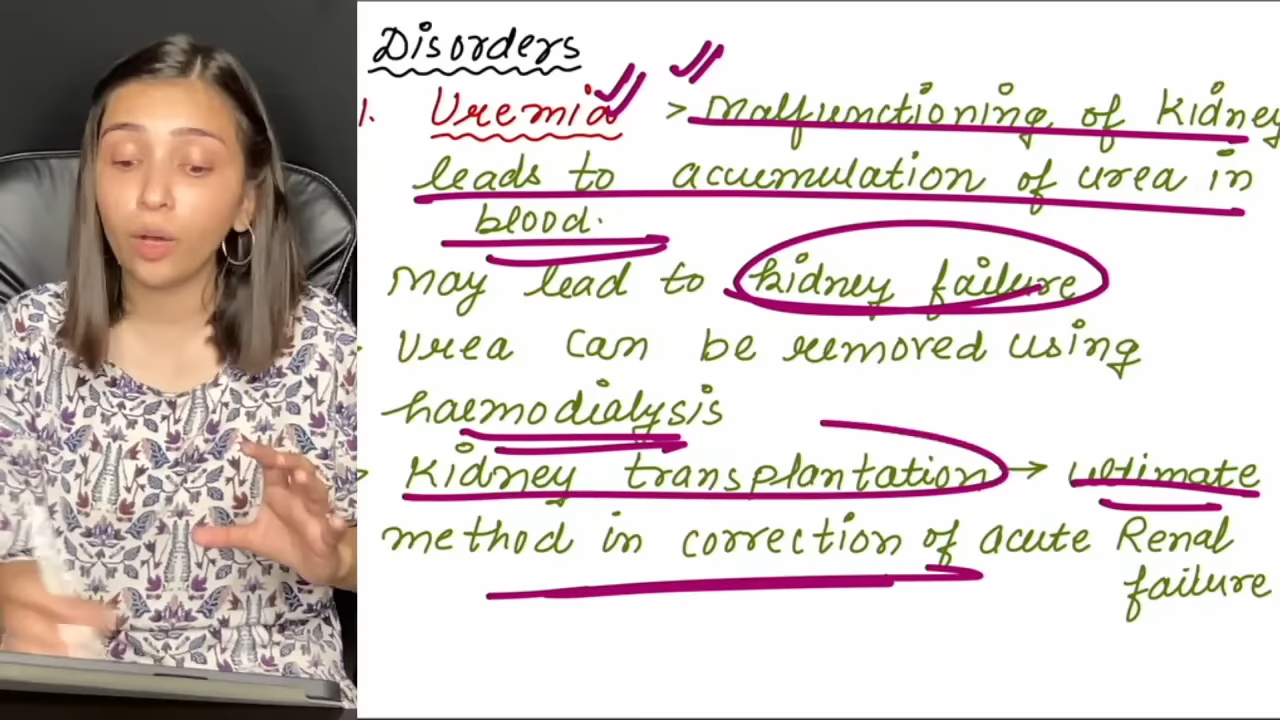 Disorders
1. Uremia > Malfunctioning of Kidney
leads to acumulation of urea in
blood.
May lead to kidney failure
Urea can be removed using
haemodialysis
> Kidney transplantation → ultimate
method in correction of acute Renal
failure